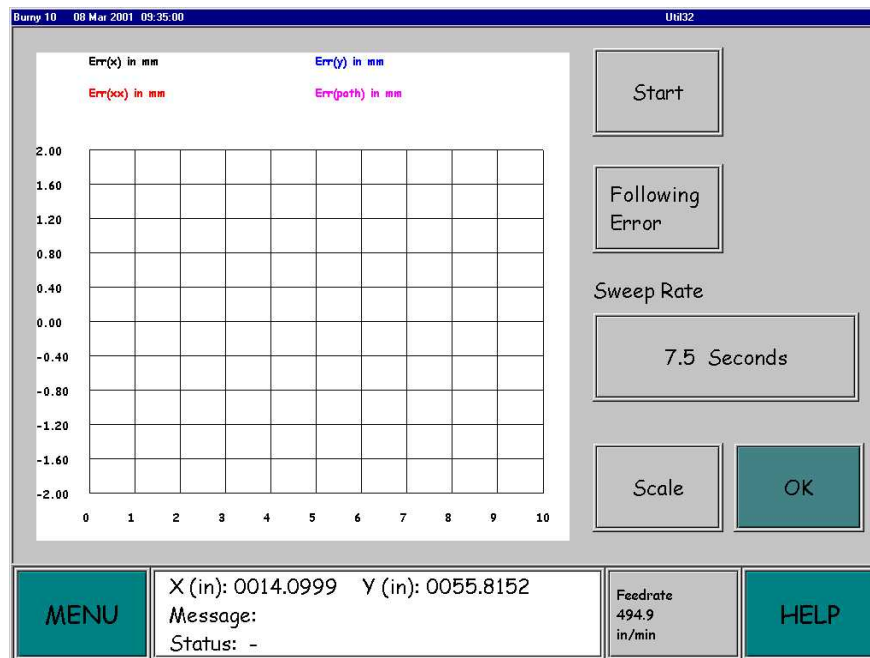 Burny 10 08 Mar 2001 09:35:00 Util32
Err(x) in mm Err(y) in mm
Err(xx) in mm Err(path) in mm
2.00
1.60
1.20
0.80
0.40
0.00
-0.40
-0.80
-1.20
-1.60
-2.00
0 1 2 3 4 5 6 7 8 9 10
Start
Following
Error
Sweep Rate
7.5 Seconds
Scale OK
MENU
X (in): 0014.0999 Y (in): 0055.8152
Message:
Status: -
Feedrate
494.9
in/min
HELP